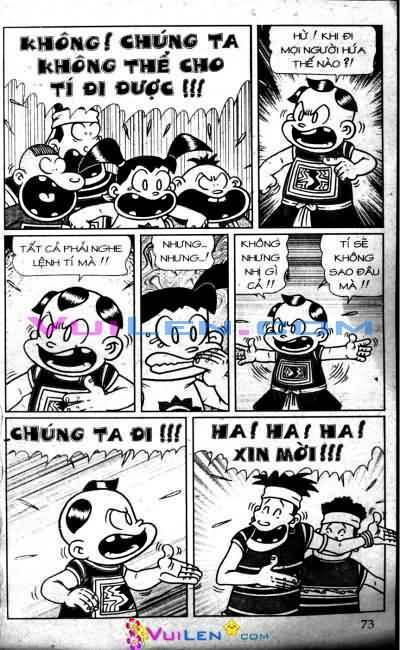 KHÔNG! CHÚNG TA
KHÔNG THỂ CHO
TÍ ĐI ĐƯỢC!!!
HỪ! KHI ĐI
MỌI NGƯỜI HỨA
THẾ NÀO?!
TẤT CẢ PHẢI NGHE
LỆNH TÍ MÀ!!
NHƯNG...
NHƯNG...
KHÔNG
NHƯNG
NHỊ GÌ
CẢ!!
TÍ SẼ
KHÔNG
SAO ĐÂU
MÀ!!
VUILEN.COM
CHÚNG TA ĐI!!!
HA! HA! HA!
XIN MỜI!!!
73
VUILEN.COM